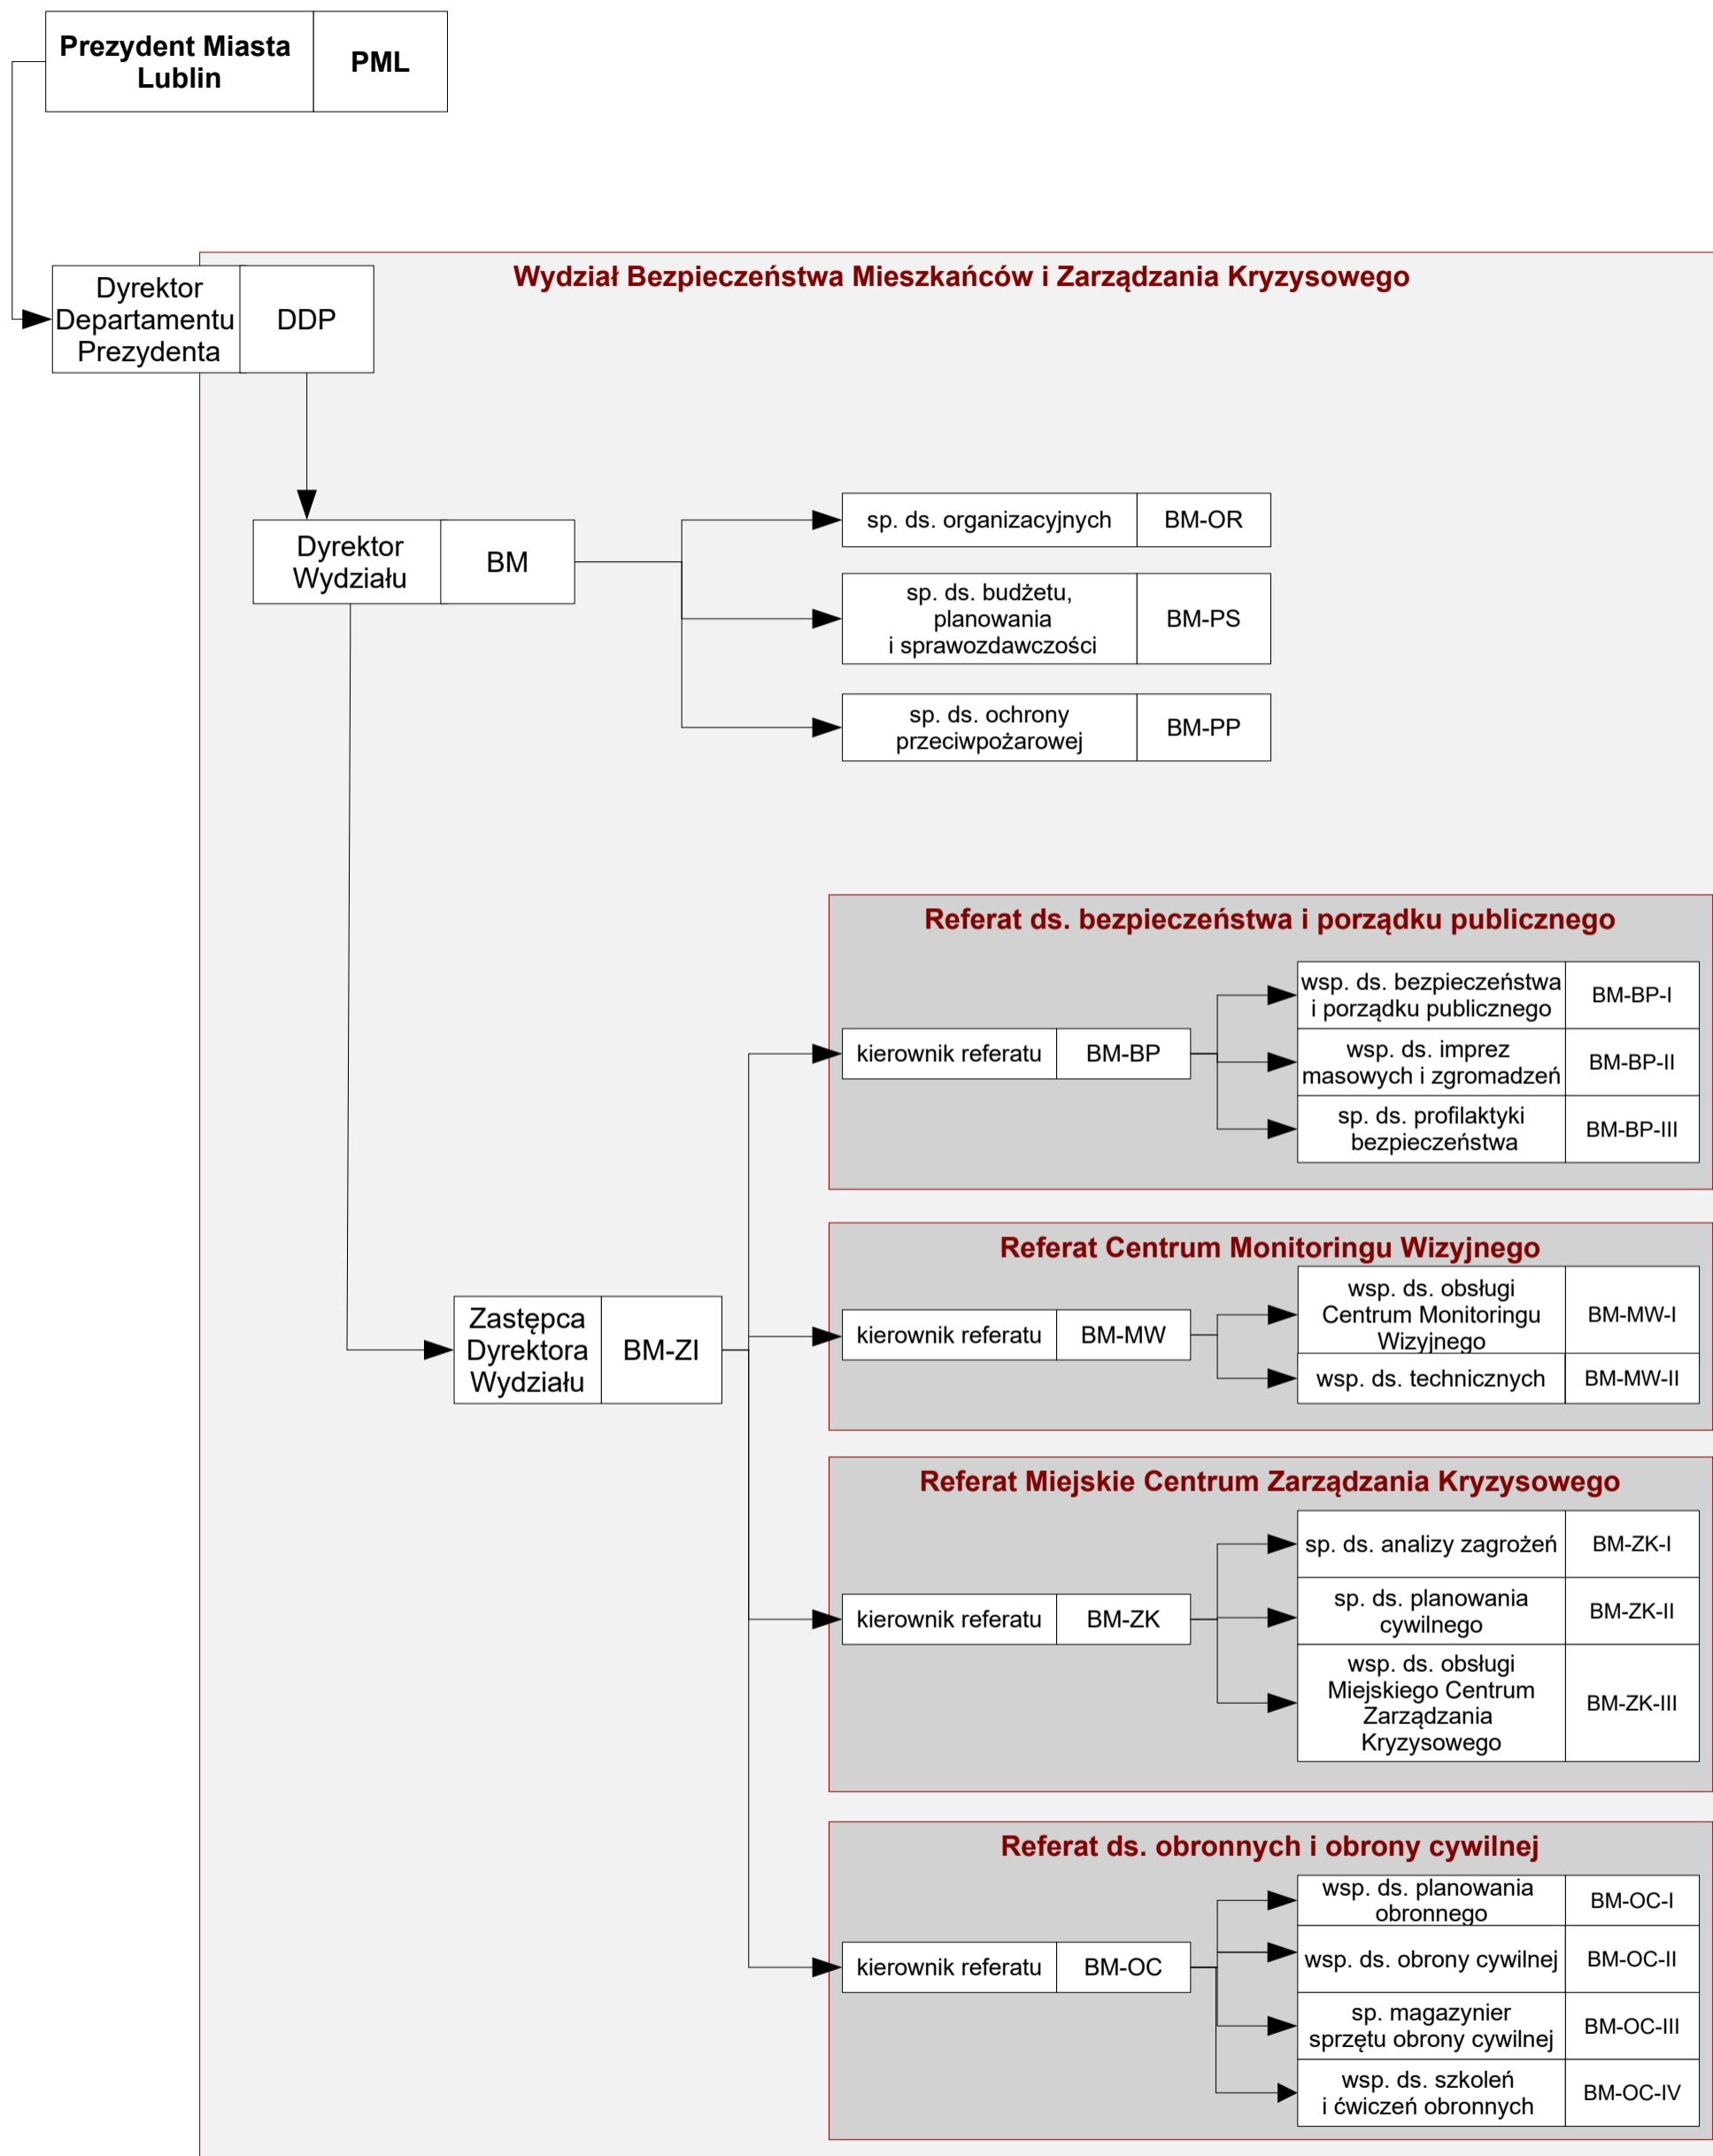 Prezydent Miasta
Lublin
PML
Wydział Bezpieczeństwa Mieszkańców i Zarządzania Kryzysowego
Dyrektor
Departamentu
Prezydenta
DDP
Dyrektor
Wydziału
BM
sp. ds. organizacyjnych
BM-OR
sp. ds. budżetu,
planowania
i sprawozdawczości
BM-PS
sp. ds. ochrony
przeciwpożarowej
BM-PP
Zastępca
Dyrektora
Wydziału
BM-ZI
Referat ds. bezpieczeństwa i porządku publicznego
kierownik referatu
BM-BP
wsp. ds. bezpieczeństwa
i porządku publicznego
BM-BP-I
wsp. ds. imprez
masowych i zgromadzeń
BM-BP-II
sp. ds. profilaktyki
bezpieczeństwa
BM-BP-III
Referat Centrum Monitoringu Wizyjnego
kierownik referatu
BM-MW
wsp. ds. obsługi
Centrum Monitoringu
Wizyjnego
BM-MW-I
wsp. ds. technicznych
BM-MW-II
Referat Miejskie Centrum Zarządzania Kryzysowego
kierownik referatu
BM-ZK
sp. ds. analizy zagrożeń
BM-ZK-I
sp. ds. planowania
cywilnego
BM-ZK-II
wsp. ds. obsługi
Miejskiego Centrum
Zarządzania
Kryzysowego
BM-ZK-III
Referat ds. obronnych i obrony cywilnej
kierownik referatu
BM-OC
wsp. ds. planowania
obronnego
BM-OC-I
wsp. ds. obrony cywilnej
BM-OC-II
sp. magazynier
sprzętu obrony cywilnej
BM-OC-III
wsp. ds. szkoleń
i ćwiczeń obronnych
BM-OC-IV